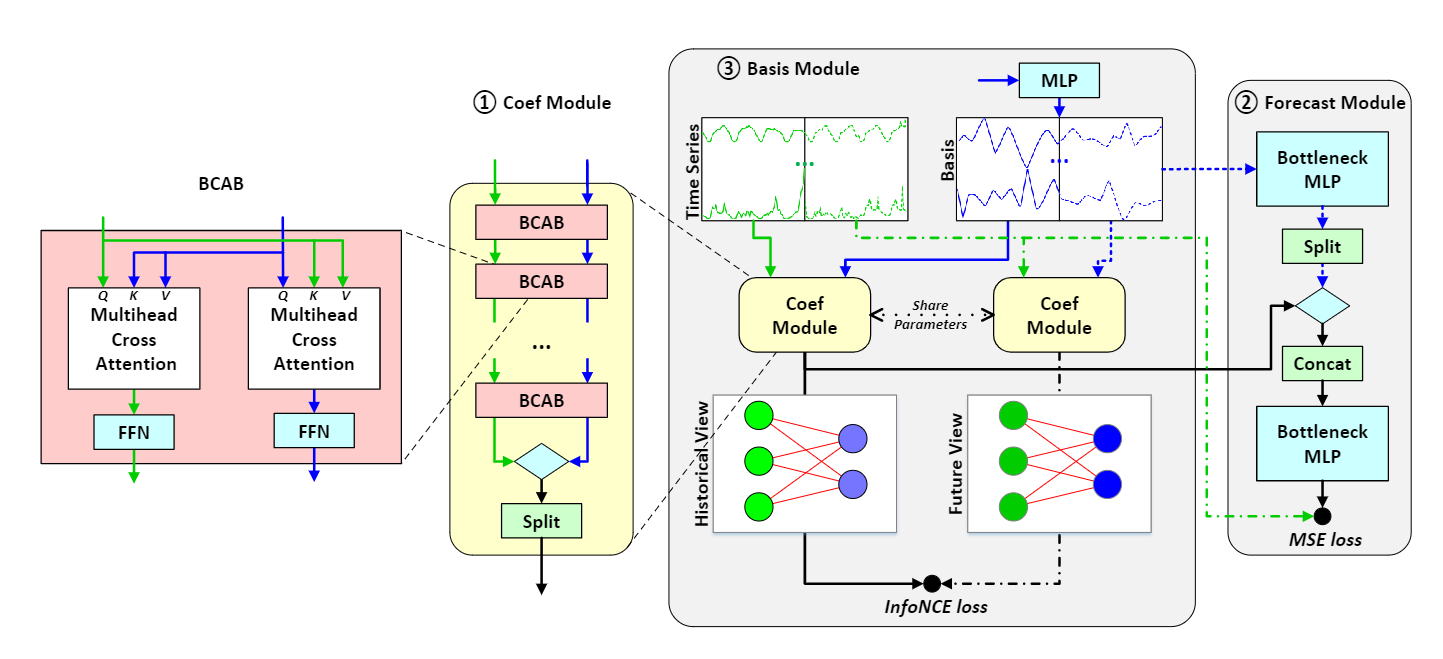 BCAB
Q K V
Multihead
Cross
Attention
FFN
Q K V
Multihead
Cross
Attention
FFN
① Coef Module
BCAB
BCAB
...
BCAB
Split
③ Basis Module
MLP
Time Series
...
Basis
...
Coef
Module
Share
Parameters
Coef
Module
Historical View
Future View
InfoNCE loss
② Forecast Module
Bottleneck
MLP
Split
Concat
Bottleneck
MLP
MSE loss